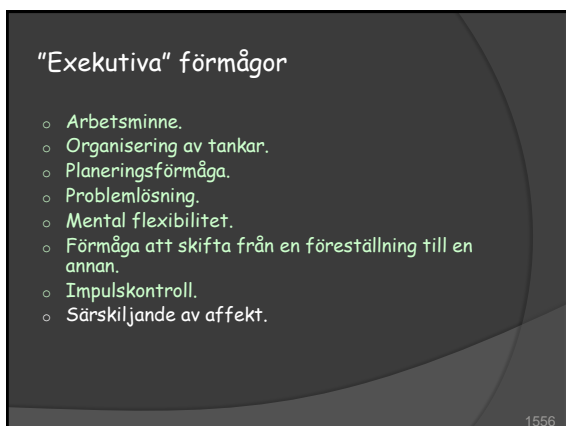 ”Exekutiva” förmågor
o Arbetsminne.
o Organisering av tankar.
o Planeringsförmåga.
o Problemlösning.
o Mental flexibilitet.
o Förmåga att skifta från en föreställning till en
annan.
o Impulskontroll.
o Särskiljande av affekt.
1556